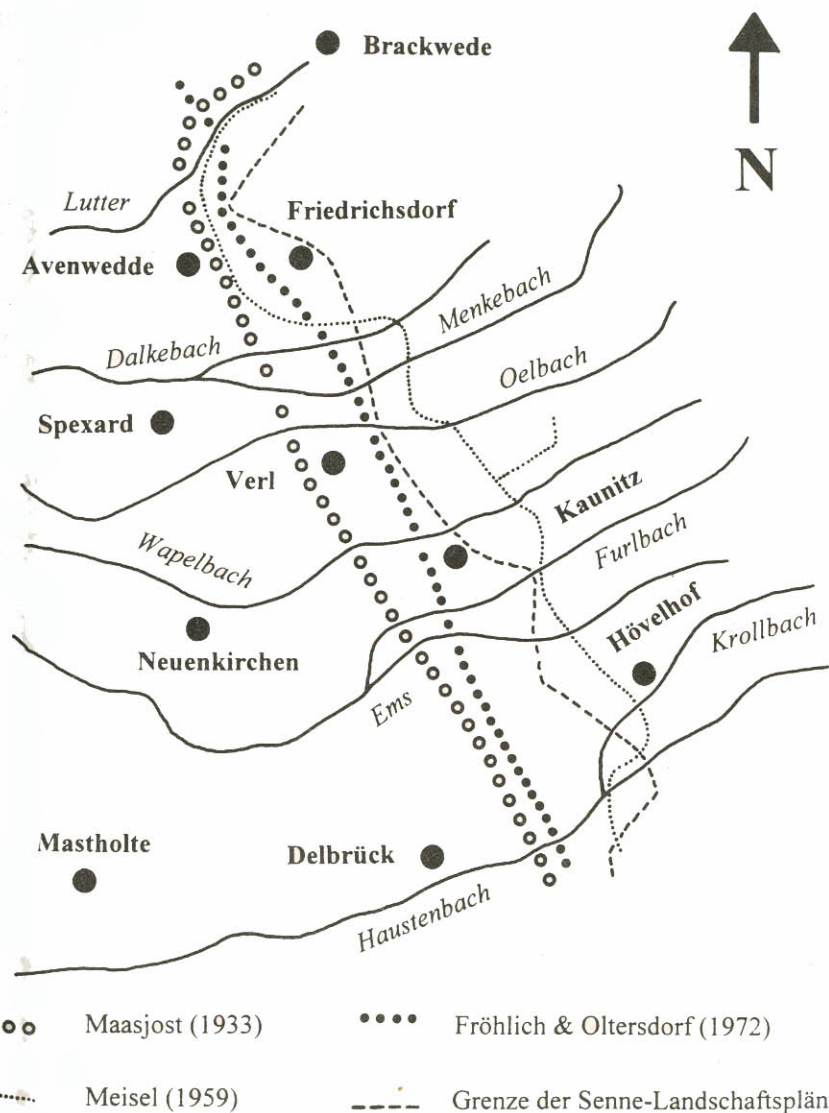 Brackwede
N
Lutter
Friedrichsdorf
Avenwedde
Menkebach
Dalkebach
Oelbach
Spexard
Verl
Kaunitz
Wapelbach
Furlbach
Hövelhof
Neuenkirchen
Krollbach
Ems
Mastholte
Delbrück
Haustenbach
Maasjost (1933)
Fröhlich & Oltersdorf (1972)
Meisel (1959)
Grenze der Senne-Landschaftsplän